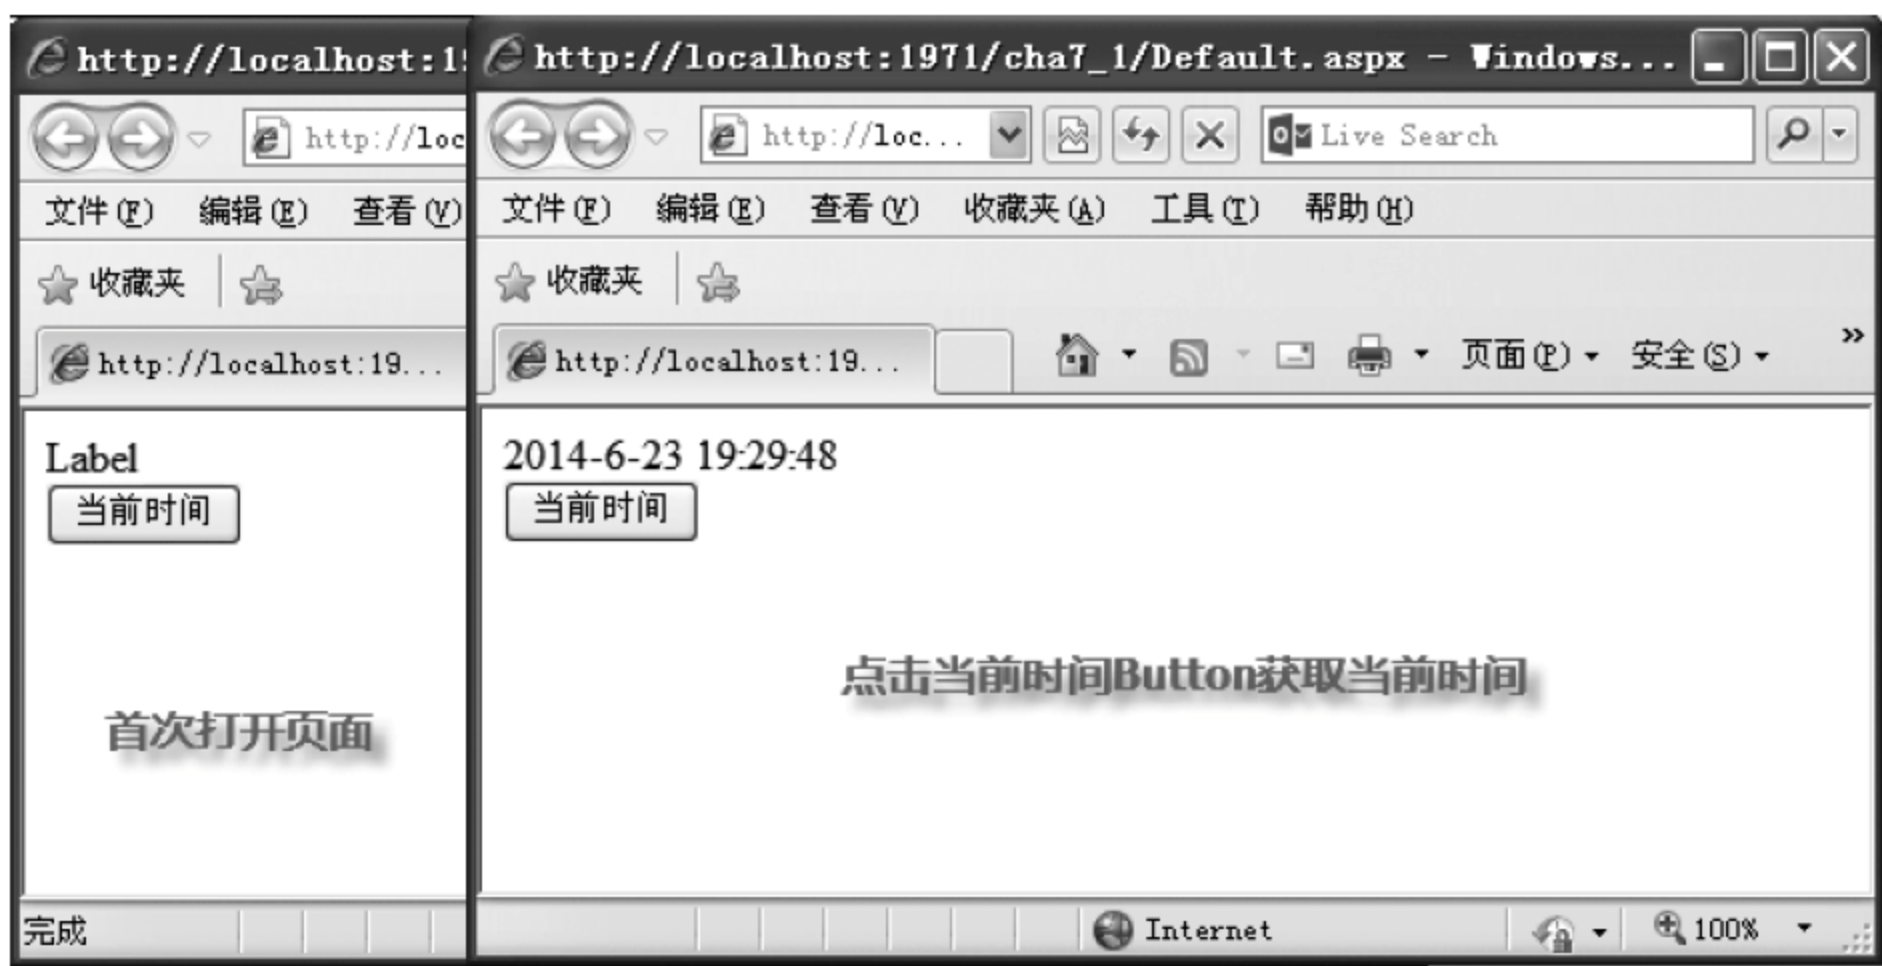 http://localhost:1
http://loc
文件(F) 编辑(E) 查看(V)
收藏夹
http://localhost:19...
Label
当前时间
首次打开页面
完成
http://localhost:1971/cha7_1/Default.aspx - Windows...
http://loc... Live Search
文件(F) 编辑(E) 查看(V) 收藏夹(A) 工具(T) 帮助(H)
收藏夹
http://localhost:19... 页面(P) 安全(S) »
2014-6-23 19:29:48
当前时间
点击当前时间Button获取当前时间
Internet 100%